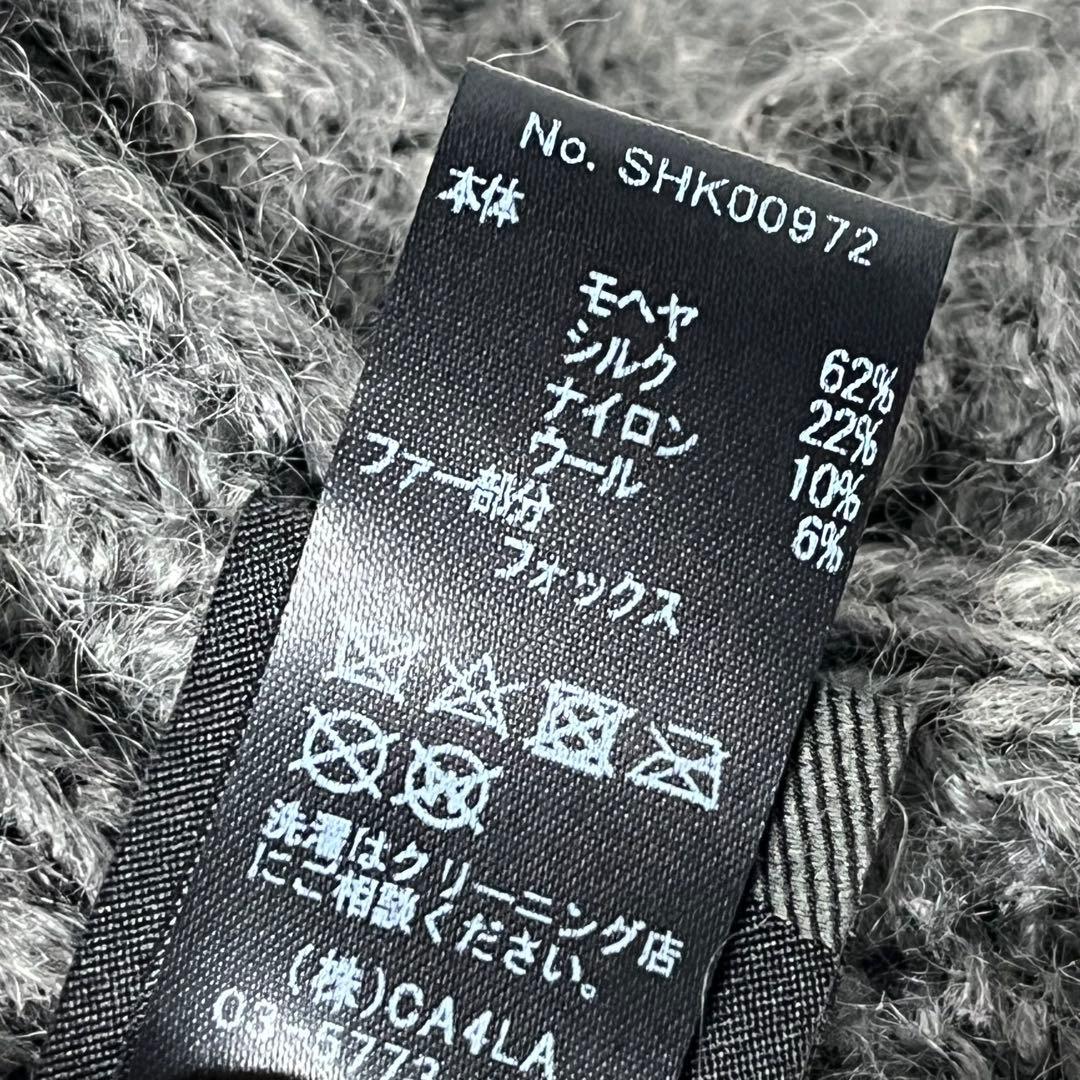 No. SHK00972
本体
モヘヤ 62%
シルク 22%
ナイロン 10%
ウール 6%
ファー部分
フォックス
洗濯はクリーニング店
にご相談ください。
(株)CA4LA
03-5773